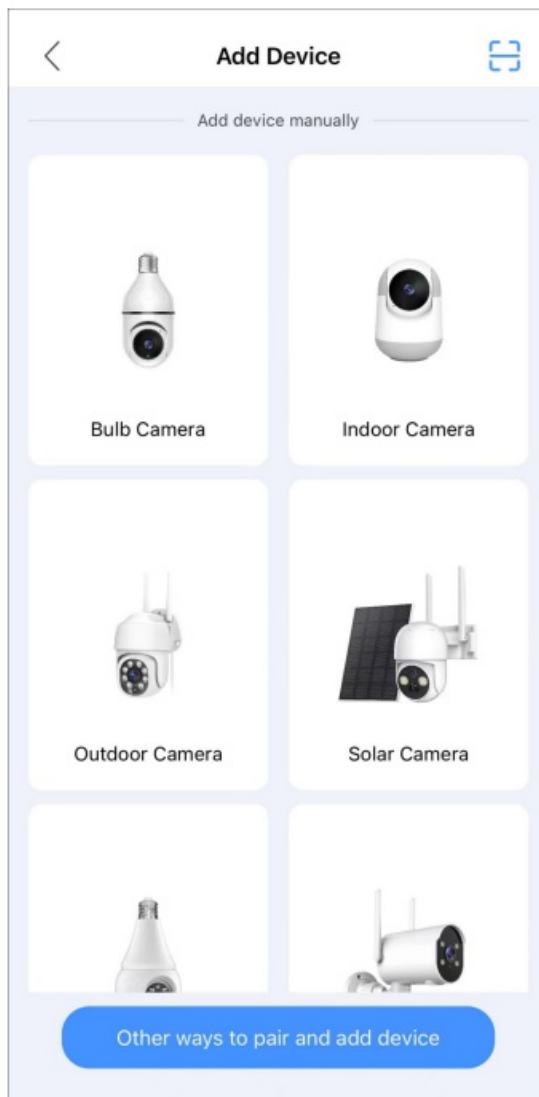 Add Device
Add device manually
Bulb Camera
Indoor Camera
Outdoor Camera
Solar Camera
Other ways to pair and add device